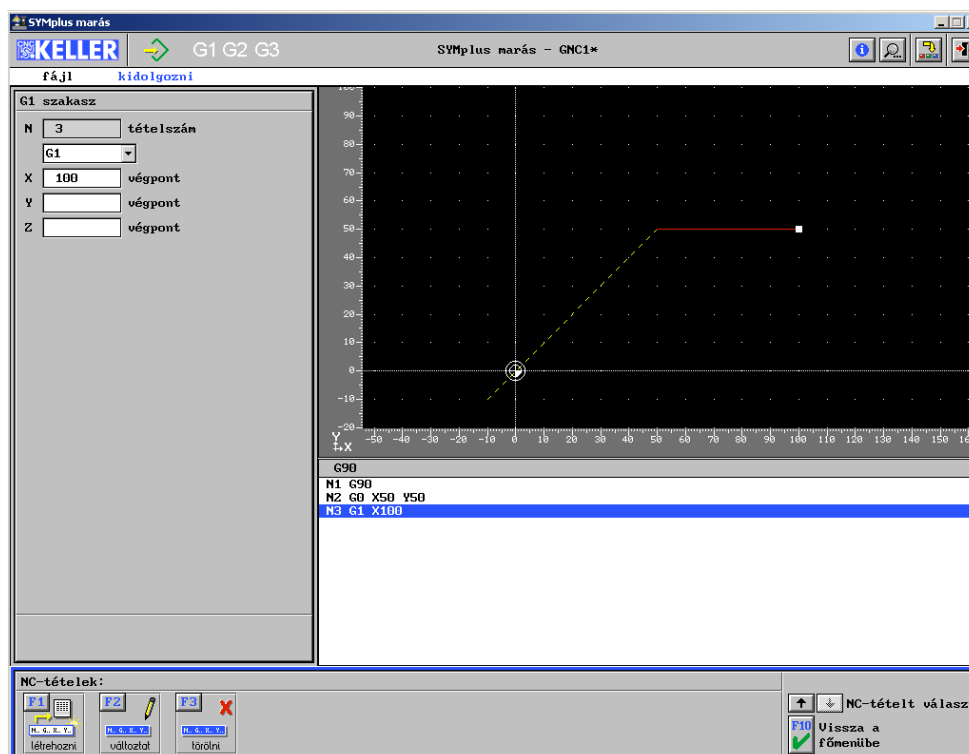 SYMplus marás
KELLER G1 G2 G3 SYMplus marás - GNC1*
fájl kidolgozni
G1 szakasz
N 3 tételszám
G1
X 100 végpont
Y végpont
Z végpont
100
90
80
70
60
50
40
30
20
10
0
-10
-20
Y
X
-50 -40 -30 -20 -10 0 10 20 30 40 50 60 70 80 90 100 110 120 130 140 150 16
G90
N1 G90
N2 G0 X50 Y50
N3 G1 X100
NC-tételek:
F1 F2 F3
N.. G.. X.. Y.. N.. G.. X.. Y.. N.. G.. X.. Y..
létrehozni változtat törölni
NC-tételt válasz
F10 Vissza a
főmenübe